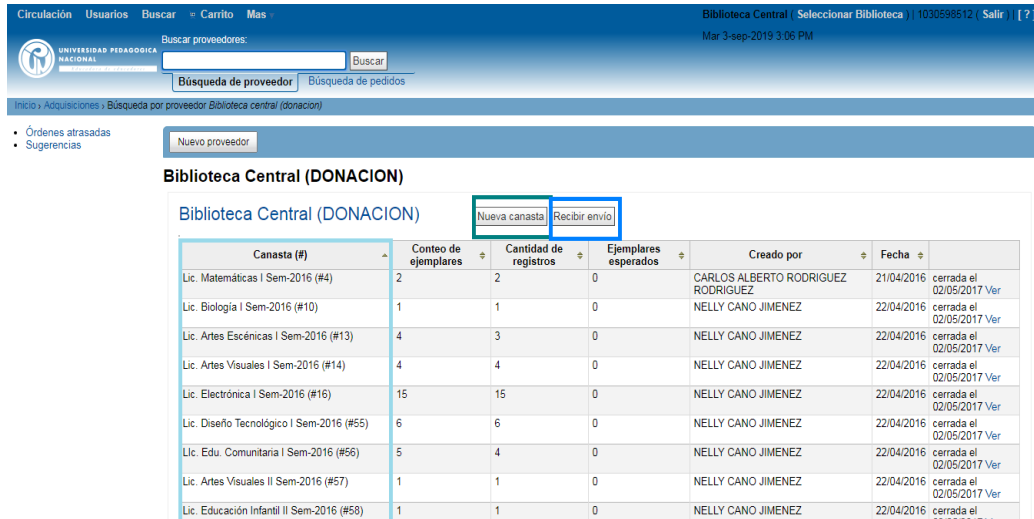 Circulación Usuarios Buscar Carrito Mas
Biblioteca Central ( Seleccionar Biblioteca ) | 1030598512 ( Salir ) | [ ? ]
Mar 3-sep-2019 3:06 PM
UNIVERSIDAD PEDAGOGICA
NACIONAL
Buscar proveedores:
Buscar
Búsqueda de proveedor Búsqueda de pedidos
Inicio › Adquisiciones › Búsqueda por proveedor Biblioteca central (donacion)
• Órdenes atrasadas
• Sugerencias
Nuevo proveedor
Biblioteca Central (DONACION)
Biblioteca Central (DONACION) Nueva canasta Recibir envío
Canasta (#) Conteo de ejemplares Cantidad de registros Ejemplares esperados Creado por Fecha
Lic. Matemáticas I Sem-2016 (#4) 2 2 0 CARLOS ALBERTO RODRIGUEZ RODRIGUEZ 21/04/2016 cerrada el 02/05/2017 Ver
Lic. Biología I Sem-2016 (#10) 1 1 0 NELLY CANO JIMENEZ 22/04/2016 cerrada el 02/05/2017 Ver
Lic. Artes Escénicas I Sem-2016 (#13) 4 3 0 NELLY CANO JIMENEZ 22/04/2016 cerrada el 02/05/2017 Ver
Lic. Artes Visuales I Sem-2016 (#14) 4 4 0 NELLY CANO JIMENEZ 22/04/2016 cerrada el 02/05/2017 Ver
Lic. Electrónica I Sem-2016 (#16) 15 15 0 NELLY CANO JIMENEZ 22/04/2016 cerrada el 02/05/2017 Ver
Lic. Diseño Tecnológico I Sem-2016 (#55) 6 6 0 NELLY CANO JIMENEZ 22/04/2016 cerrada el 02/05/2017 Ver
LIc. Edu. Comunitaria I Sem-2016 (#56) 5 4 0 NELLY CANO JIMENEZ 22/04/2016 cerrada el 02/05/2017 Ver
Lic. Artes Visuales II Sem-2016 (#57) 1 1 0 NELLY CANO JIMENEZ 22/04/2016 cerrada el 02/05/2017 Ver
Lic. Educación Infantil II Sem-2016 (#58) 1 1 0 NELLY CANO JIMENEZ 22/04/2016 cerrada el